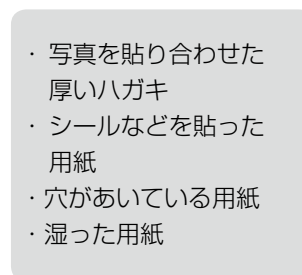 ・ 写真を貼り合わせた
厚いハガキ
・ シールなどを貼った
用紙
・穴があいている用紙
・湿った用紙